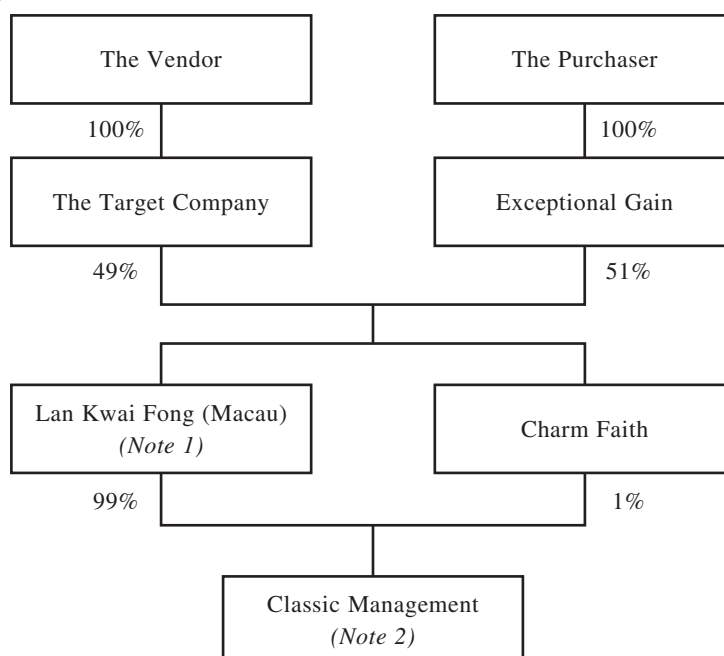 The Vendor
The Purchaser
100%
100%
The Target Company
Exceptional Gain
49%
51%
Lan Kwai Fong (Macau)
(Note 1)
Charm Faith
99%
1%
Classic Management
(Note 2)